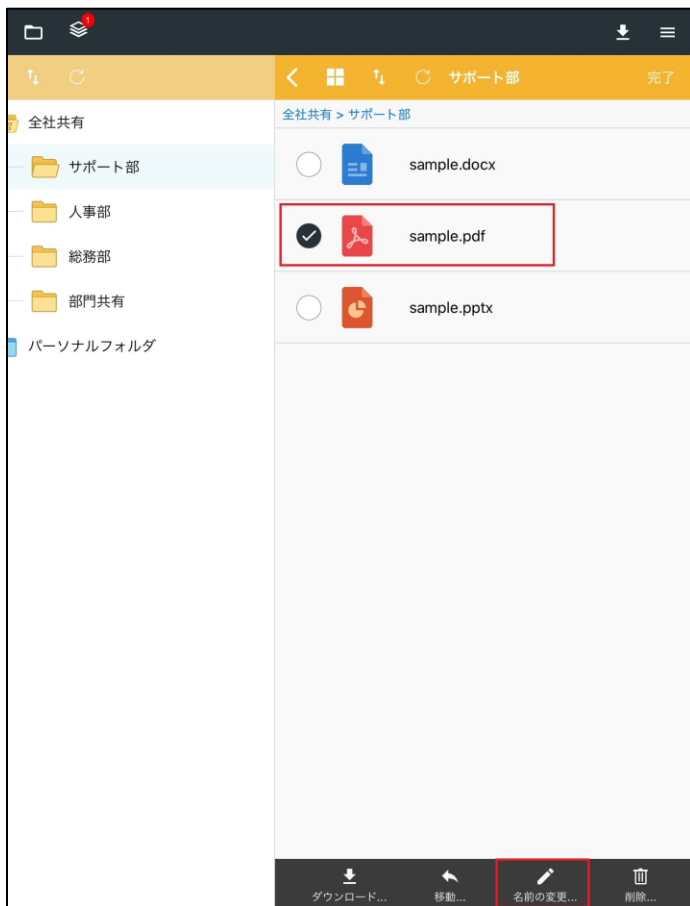 1
サポート部
完了
全社共有
サポート部
人事部
総務部
部門共有
パーソナルフォルダ
全社共有 > サポート部
sample.docx
sample.pdf
sample.pptx
ダウンロード...
移動...
名前の変更...
削除...